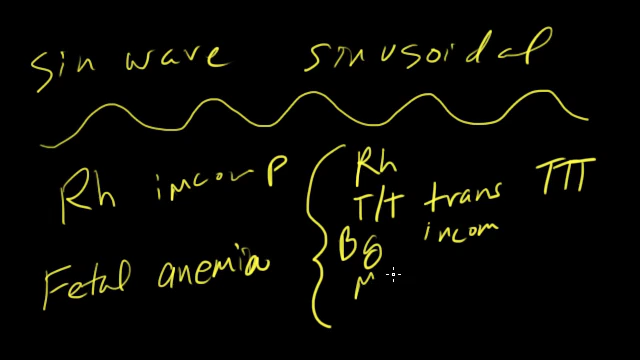 sin wave sinusoidal
Rh incomp
Fetal anemia
Rh
T/T trans TTT
incom